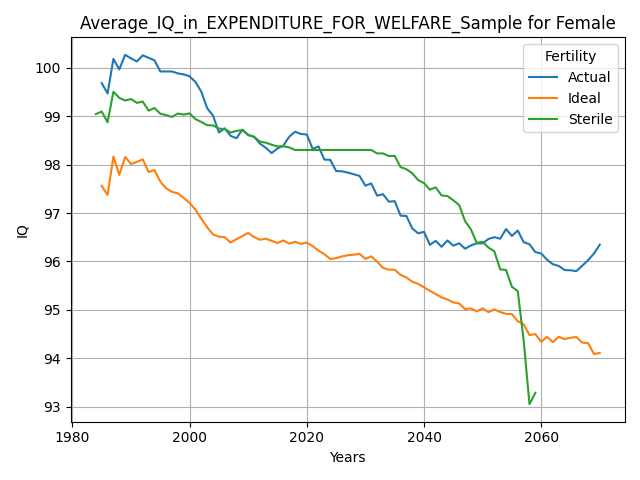 Average_IQ_in_EXPENDITURE_FOR_WELFARE_Sample for Female
Fertility
Actual
Ideal
Sterile
IQ
100
99
98
97
96
95
94
93
1980
2000
2020
2040
2060
Years